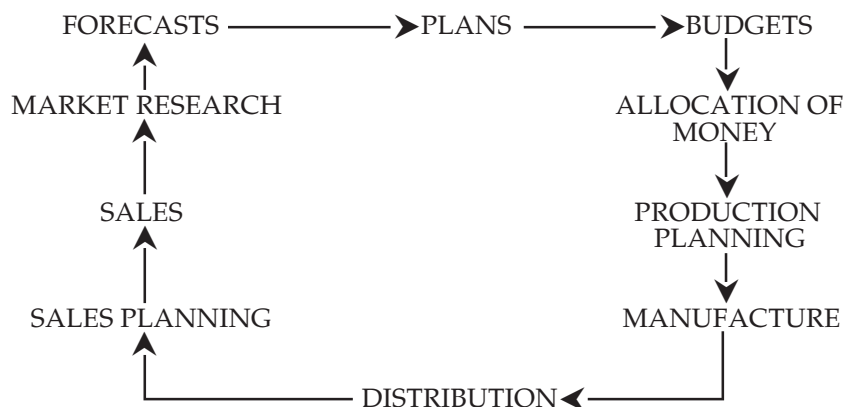 FORECASTS PLANS BUDGETS
MARKET RESEARCH ALLOCATION OF
MONEY
SALES PRODUCTION
PLANNING
SALES PLANNING MANUFACTURE
DISTRIBUTION